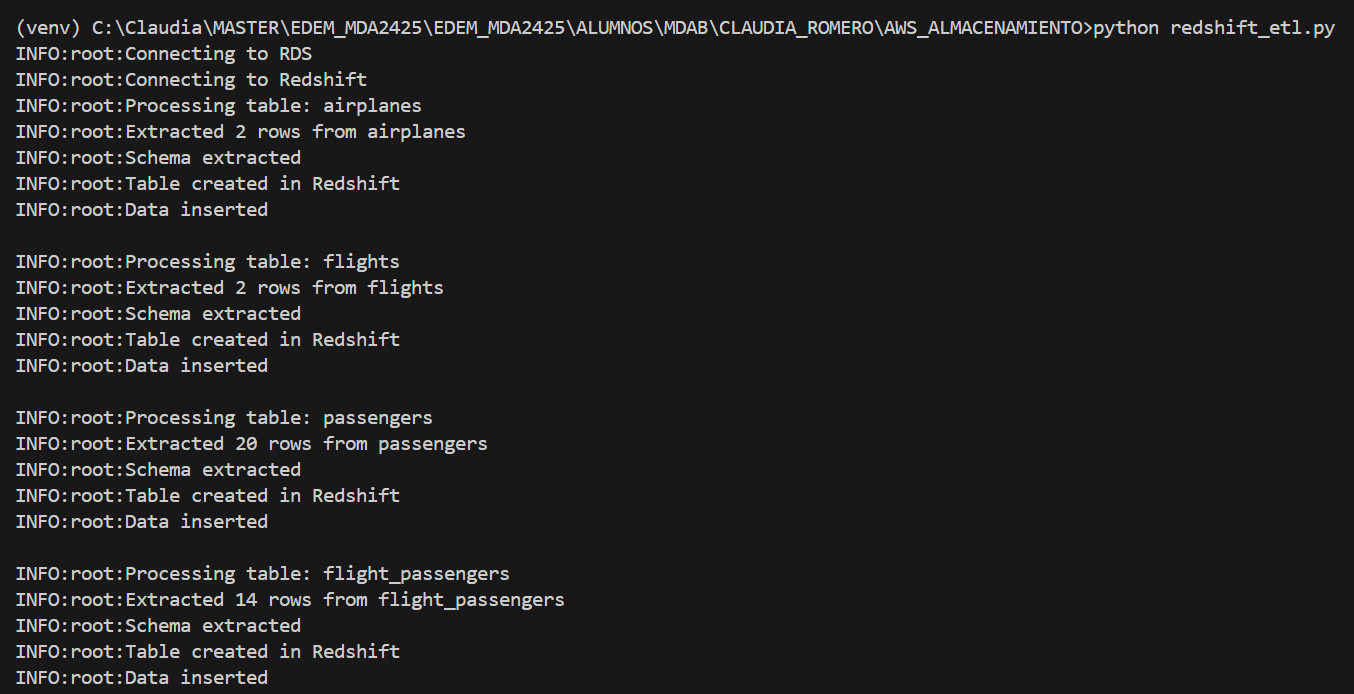 (venv) C:\Claudia\MASTER\EDEM_MDA2425\EDEM_MDA2425\ALUMNOS\MDAB\CLAUDIA_ROMERO\AWS_ALMACENAMIENTO>python redshift_etl.py
INFO:root:Connecting to RDS
INFO:root:Connecting to Redshift
INFO:root:Processing table: airplanes
INFO:root:Extracted 2 rows from airplanes
INFO:root:Schema extracted
INFO:root:Table created in Redshift
INFO:root:Data inserted
INFO:root:Processing table: flights
INFO:root:Extracted 2 rows from flights
INFO:root:Schema extracted
INFO:root:Table created in Redshift
INFO:root:Data inserted
INFO:root:Processing table: passengers
INFO:root:Extracted 20 rows from passengers
INFO:root:Schema extracted
INFO:root:Table created in Redshift
INFO:root:Data inserted
INFO:root:Processing table: flight_passengers
INFO:root:Extracted 14 rows from flight_passengers
INFO:root:Schema extracted
INFO:root:Table created in Redshift
INFO:root:Data inserted